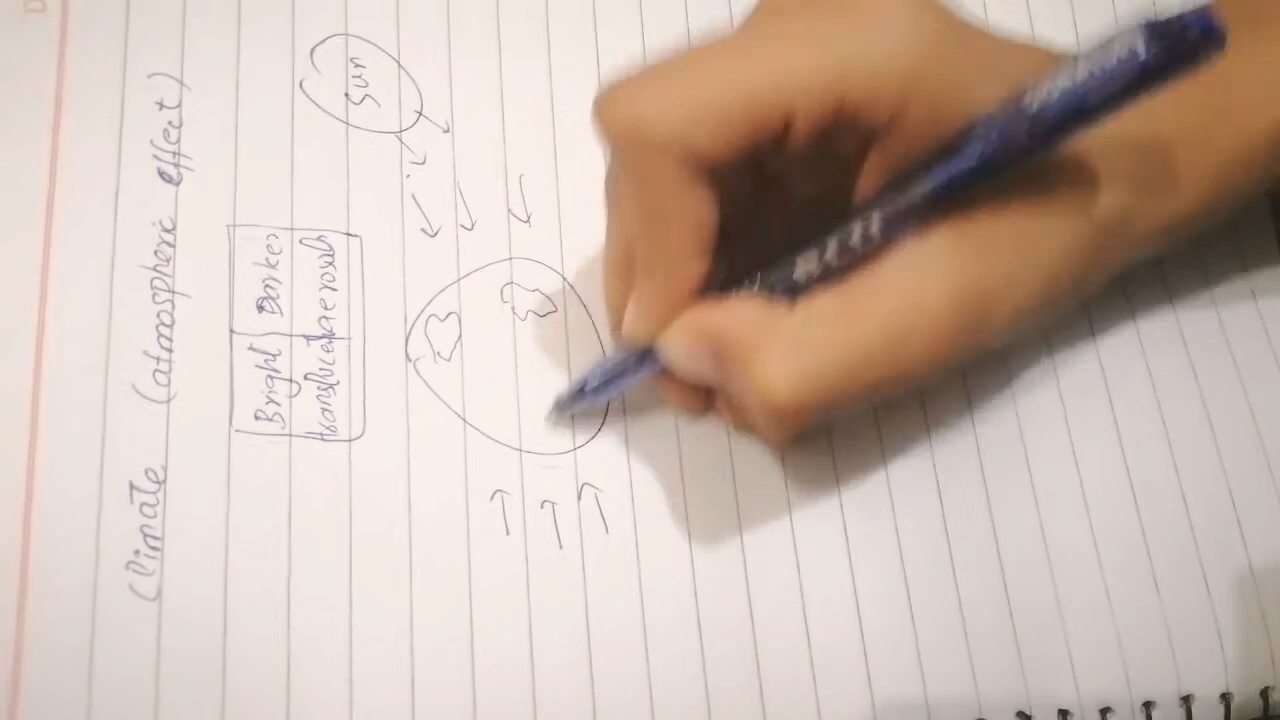 Climate (atmospheric effect)
Bright Darker
translucent aerosols
Sun